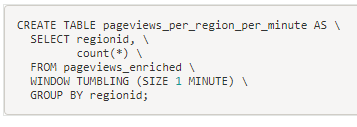 CREATE TABLE pageviews_per_region_per_minute AS \
SELECT regionid, \
count(*) \
FROM pageviews_enriched \
WINDOW TUMBLING (SIZE 1 MINUTE) \
GROUP BY regionid;